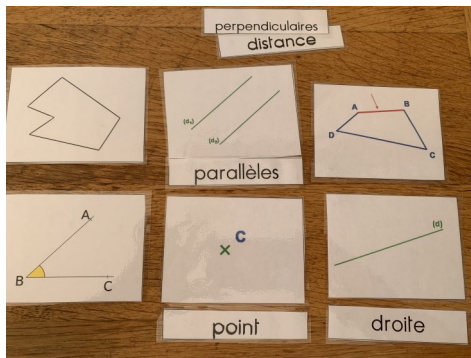 perpendiculaires
distance
(d₁)
(d₂)
A
B
D
C
parallèles
A
B
C
C
(d)
point
droite